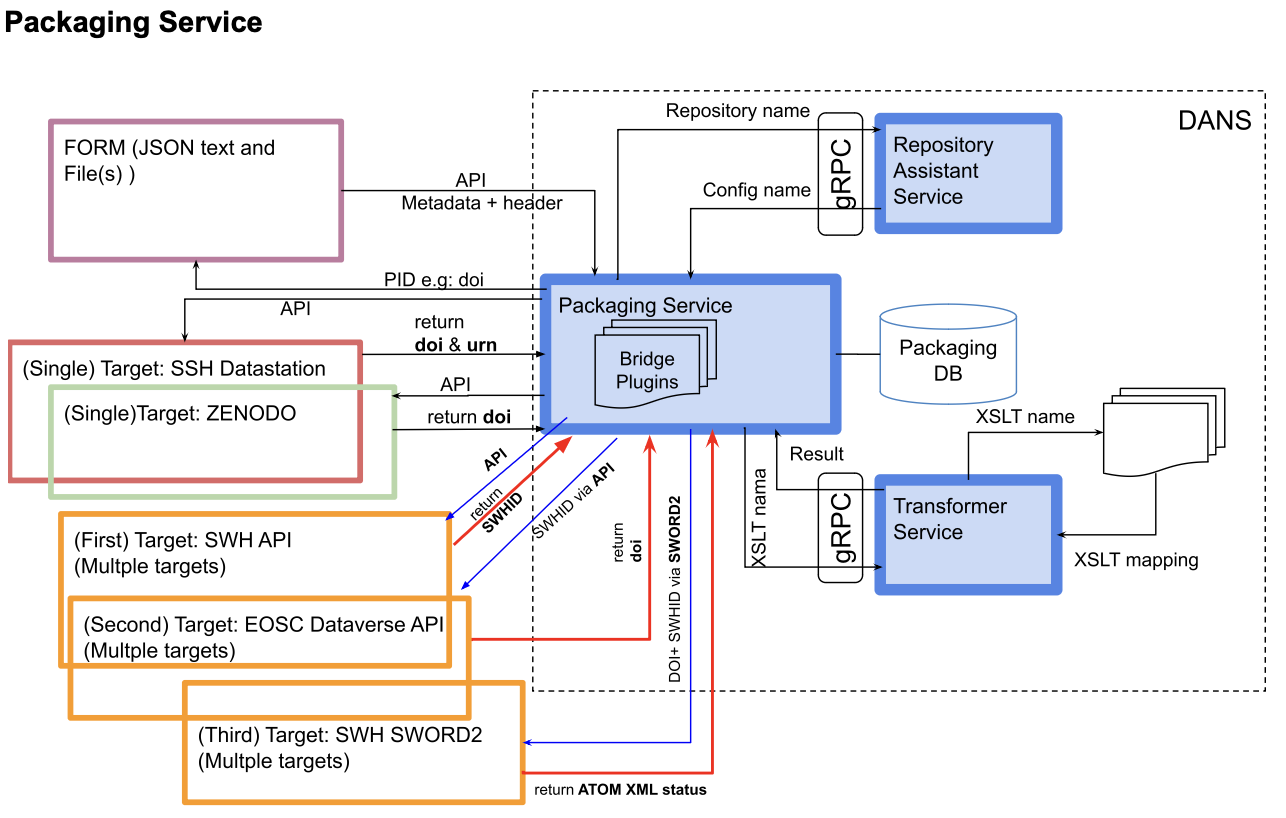 Packaging Service
DANS
FORM (JSON text and
File(s) )
API
Metadata + header
Repository name
Config name
gRPC
Repository
Assistant
Service
PID e.g: doi
API
return
doi & urn
API
return doi
(Single) Target: SSH Datastation
(Single)Target: ZENODO
Packaging Service
Bridge
Plugins
Packaging
DB
API
return
SWHID
SWHID via API
return
doi
DOI+ SWHID via SWORD2
XSLT nama
Result
gRPC
Transformer
Service
XSLT name
XSLT mapping
(First) Target: SWH API
(Multple targets)
(Second) Target: EOSC Dataverse API
(Multple targets)
(Third) Target: SWH SWORD2
(Multple targets)
return ATOM XML status